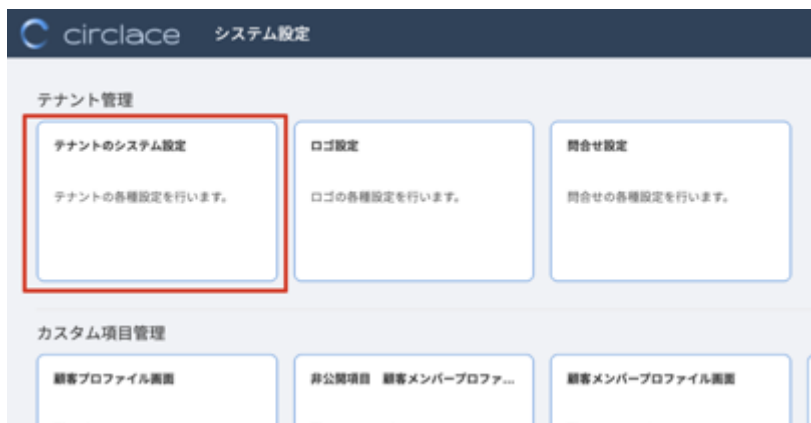 circlace システム設定
テナント管理
テナントのシステム設定 ロゴ設定 問合せ設定
テナントの各種設定を行います。 ロゴの各種設定を行います。 問合せの各種設定を行います。
カスタム項目管理
顧客プロファイル画面 非公開項目 顧客メンバープロファ... 顧客メンバープロファイル画面